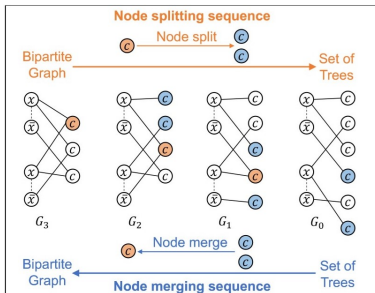 Node splitting sequence
c Node split c
c
Bipartite Graph Set of Trees
x x c x c x c
c
x̄ x̄ c x̄ c x̄ c
c c c c
x x x c x
c c
x̄ x̄ x̄ c x̄ c
G₃ G₂ G₁ G₀
c Node merge c
c
Bipartite Graph Set of Trees
Node merging sequence